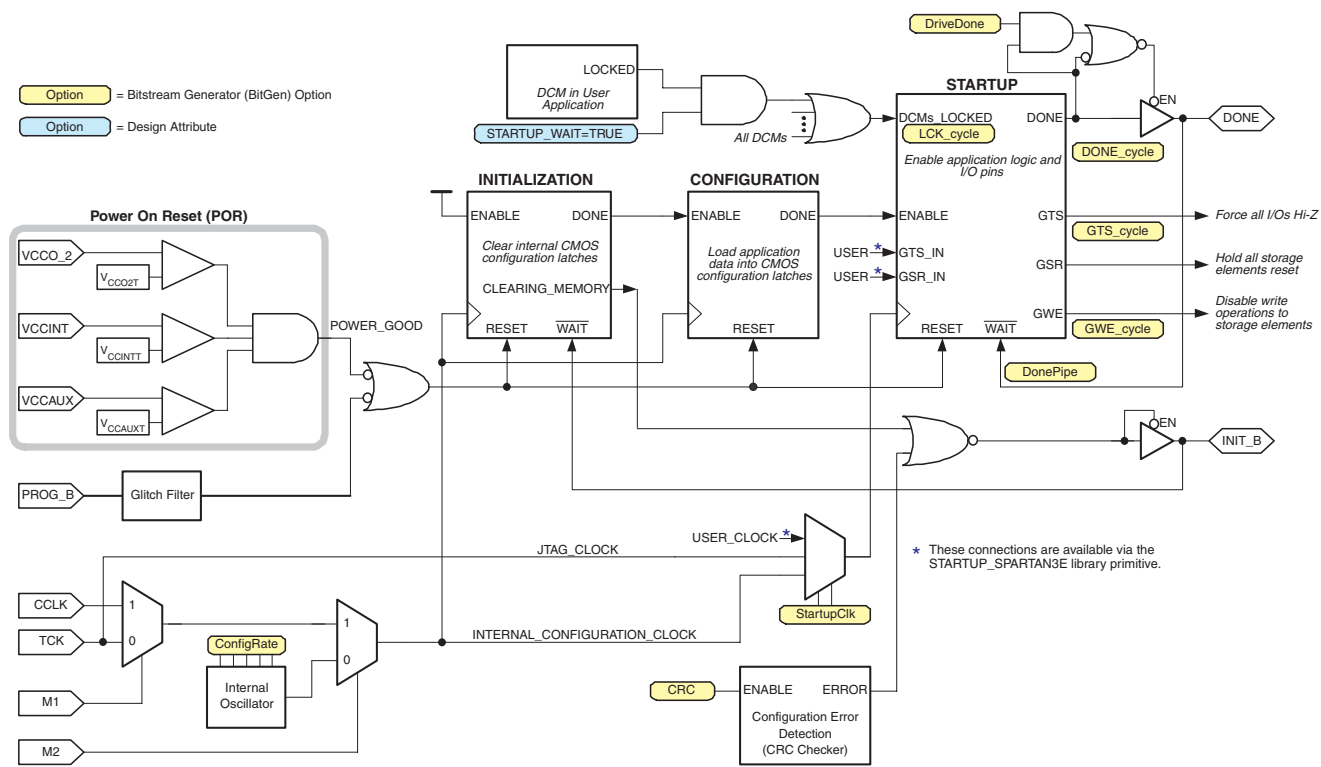 DriveDone
Option = Bitstream Generator (BitGen) Option
Option = Design Attribute
LOCKED
DCM in User
Application
STARTUP_WAIT=TRUE
All DCMs
STARTUP
DCMs_LOCKED
LCK_cycle
DONE
Enable application logic and
I/O pins
ENABLE
GTS
USER * GTS_IN
USER * GSR_IN
GSR
GWE
RESET
WAIT
EN
DONE
DONE_cycle
GTS_cycle
Force all I/Os Hi-Z
Hold all storage
elements reset
Disable write
operations to
storage elements
GWE_cycle
DonePipe
INITIALIZATION
ENABLE
DONE
Clear internal CMOS
configuration latches
CLEARING_MEMORY
RESET
WAIT
CONFIGURATION
ENABLE
DONE
Load application
data into CMOS
configuration latches
RESET
Power On Reset (POR)
VCCO_2
VCCO2T
VCCINT
VCCINTT
VCCAUX
VCCAUXT
POWER_GOOD
EN
INIT_B
PROG_B
Glitch Filter
USER_CLOCK *
JTAG_CLOCK
* These connections are available via the
STARTUP_SPARTAN3E library primitive.
CCLK
TCK
1
0
ConfigRate
Internal
Oscillator
1
0
INTERNAL_CONFIGURATION_CLOCK
StartupClk
M1
M2
CRC
ENABLE
ERROR
Configuration Error
Detection
(CRC Checker)